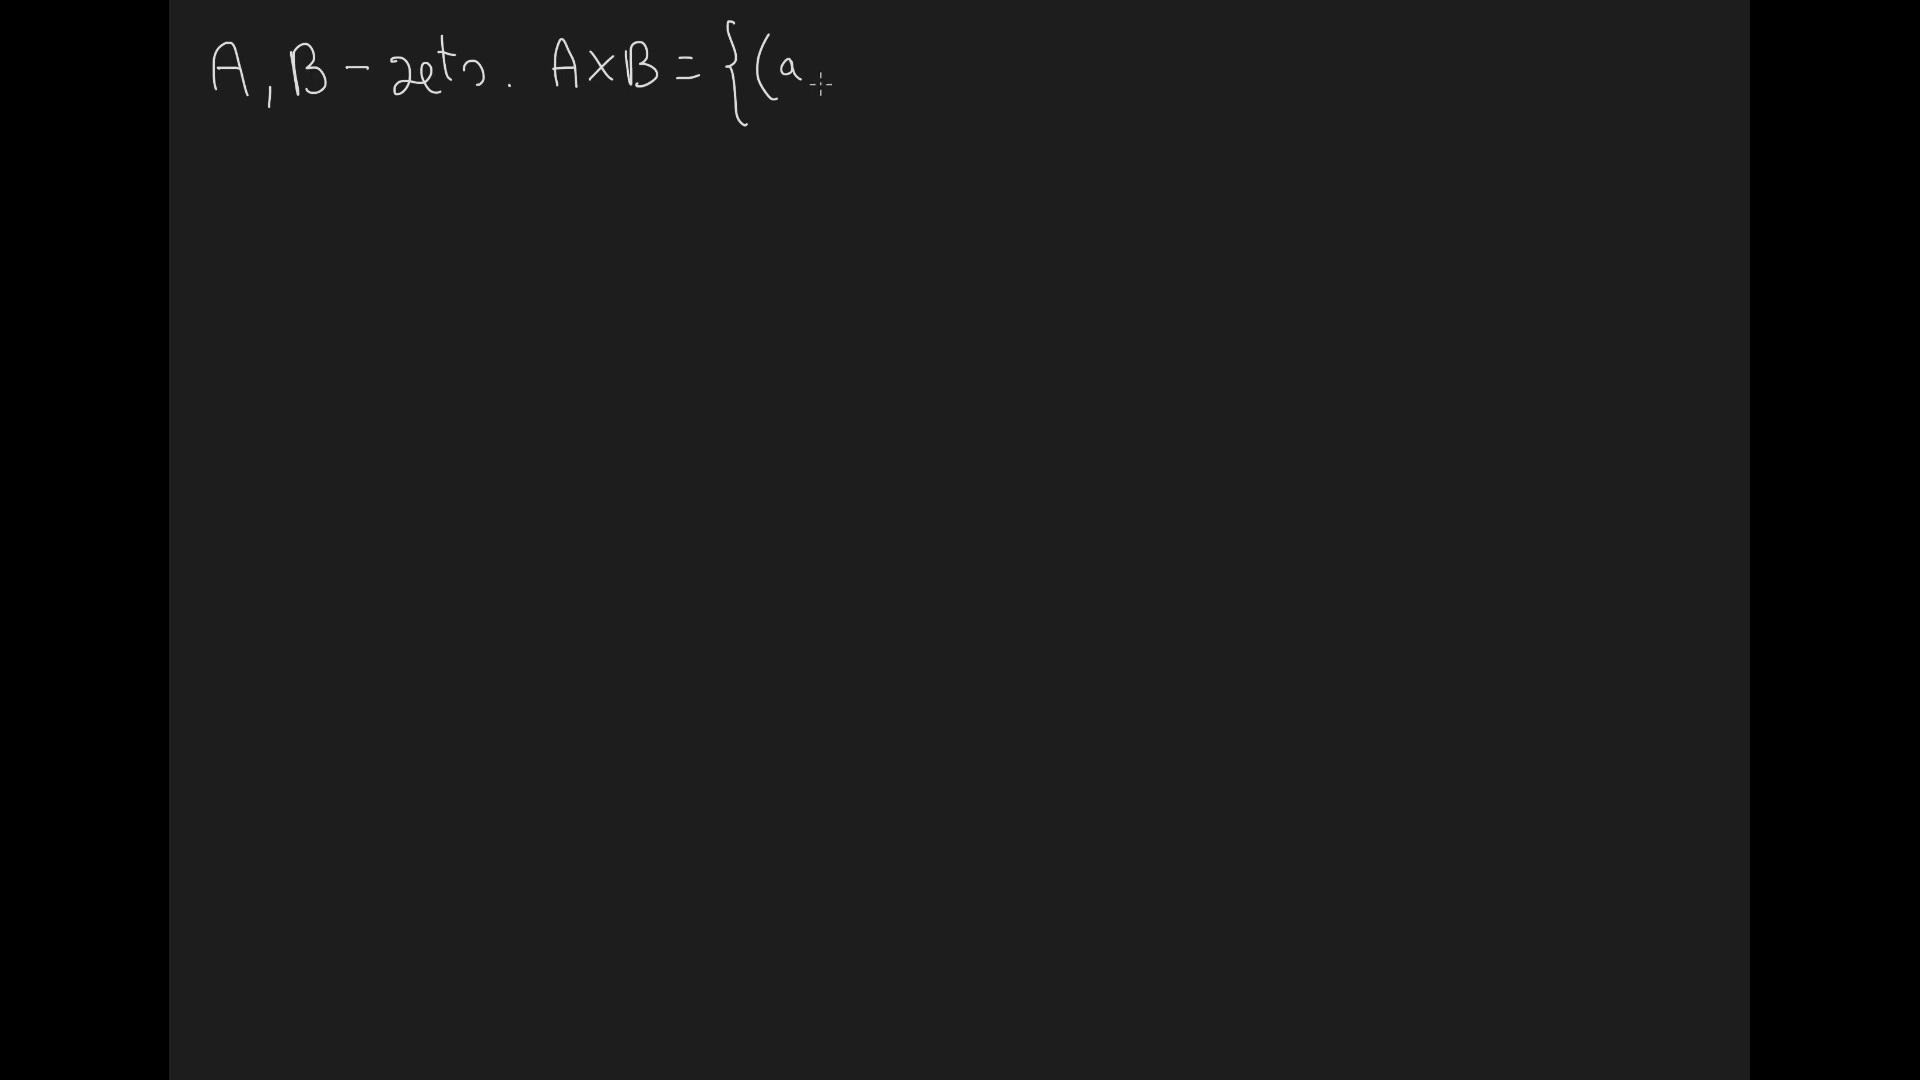 A, B - sets. A×B = {(a